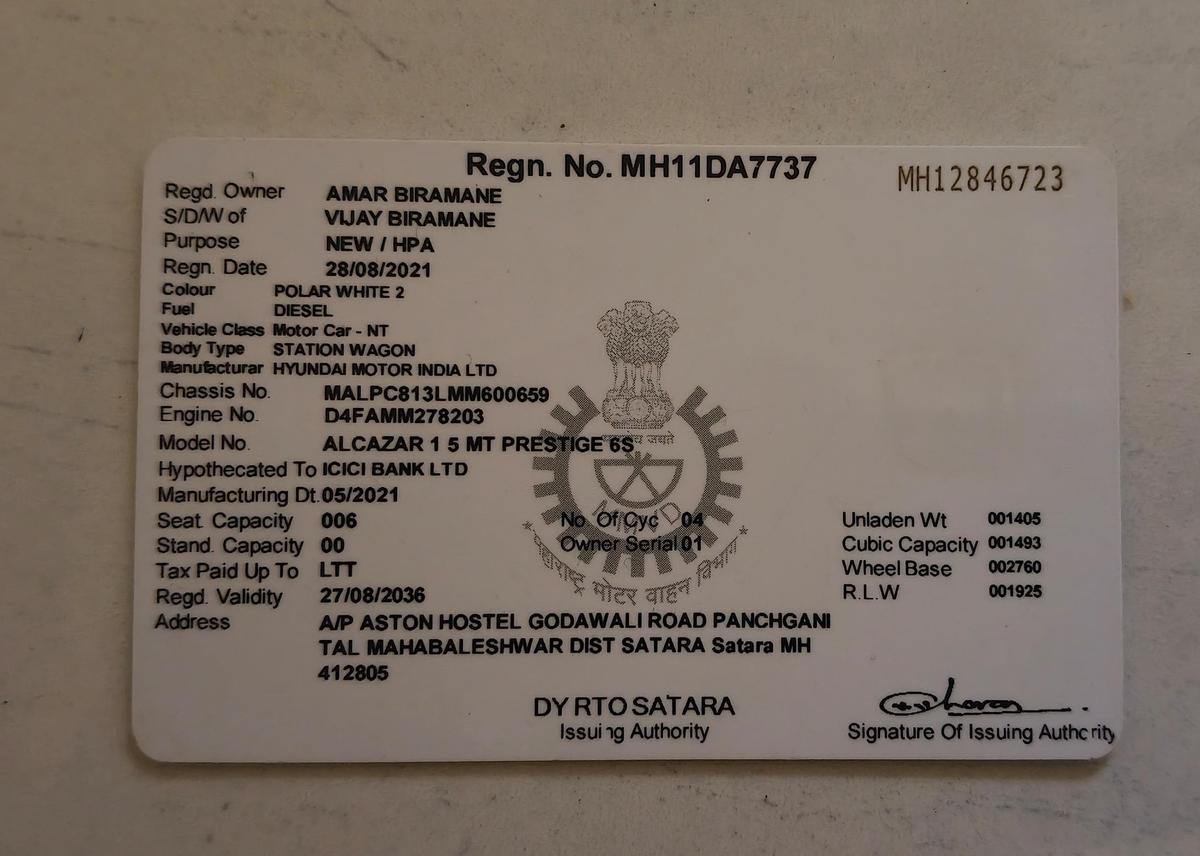 Regn. No. MH11DA7737
MH12846723
Regd. Owner AMAR BIRAMANE
S/D/W of VIJAY BIRAMANE
Purpose NEW / HPA
Regn. Date 28/08/2021
Colour POLAR WHITE 2
Fuel DIESEL
Vehicle Class Motor Car - NT
Body Type STATION WAGON
Manufacturar HYUNDAI MOTOR INDIA LTD
Chassis No. MALPC813LMM600659
Engine No. D4FAMM278203
Model No. ALCAZAR 1 5 MT PRESTIGE 6S
Hypothecated To ICICI BANK LTD
Manufacturing Dt. 05/2021
Seat. Capacity 006 No. Of Cyc 04 Unladen Wt 001405
Stand. Capacity 00 Owner Serial 01 Cubic Capacity 001493
Tax Paid Up To LTT Wheel Base 002760
Regd. Validity 27/08/2036 R.L.W 001925
महाराष्ट्र मोटर वाहन विभाग
Address A/P ASTON HOSTEL GODAWALI ROAD PANCHGANI
TAL MAHABALESHWAR DIST SATARA Satara MH
412805
DY RTO SATARA
Issuing Authority
Signature Of Issuing Authority